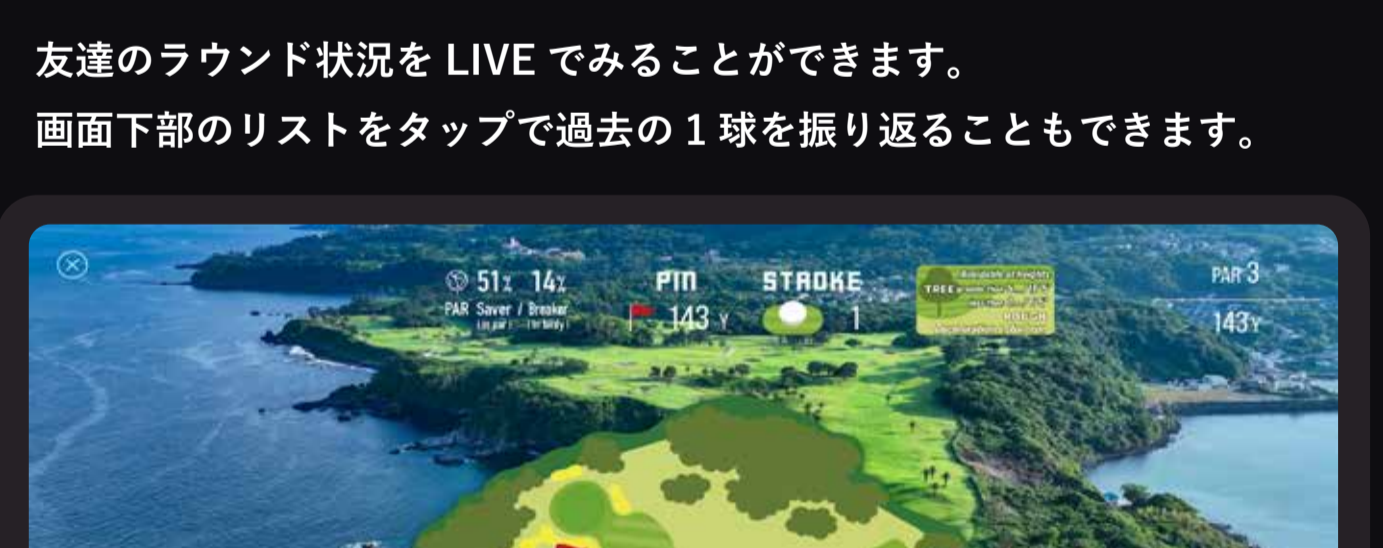 友達のラウンド状況を LIVE でみることができます。
画面下部のリストをタップで過去の 1 球を振り返ることもできます。
51% 14% PIN STROKE PAR 3
PAR Saver / Breaker 143 Y 1 143Y
TREE
ROUGH